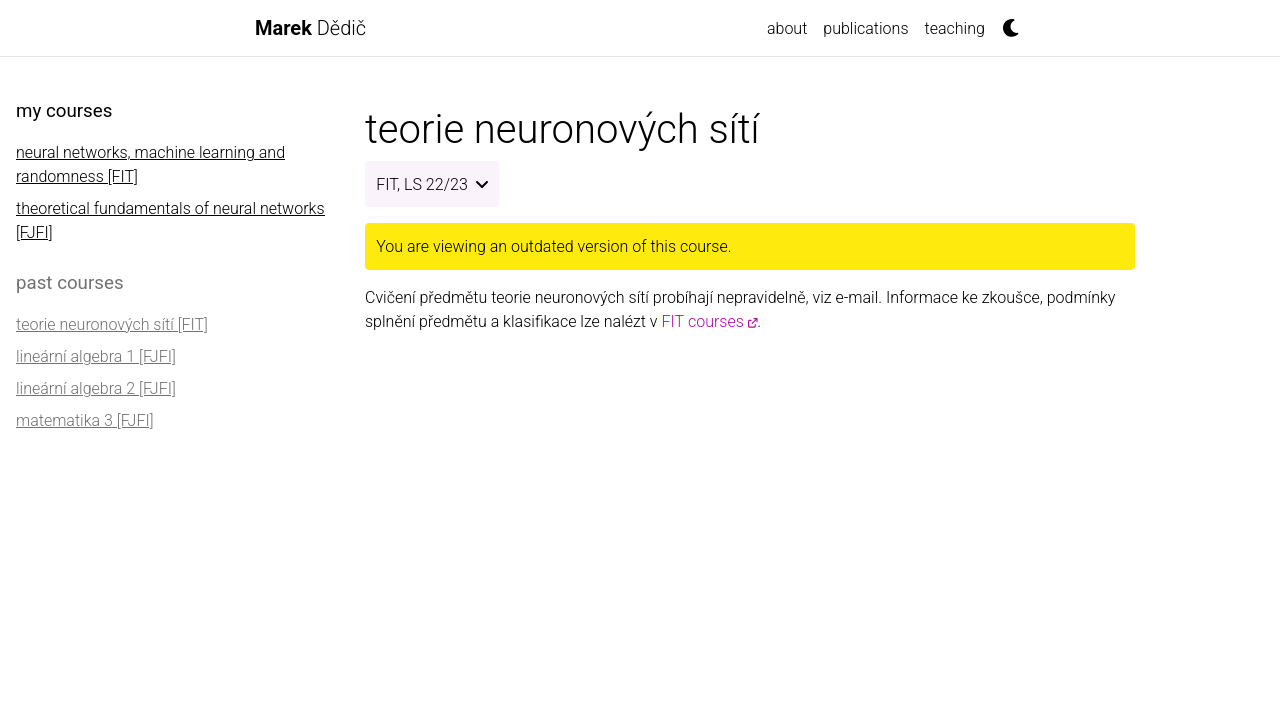 Marek Dědič
about publications teaching
my courses
neural networks, machine learning and
randomness [FIT]
theoretical fundamentals of neural networks
[FJFI]
past courses
teorie neuronových sítí [FIT]
lineární algebra 1 [FJFI]
lineární algebra 2 [FJFI]
matematika 3 [FJFI]
teorie neuronových sítí
FIT, LS 22/23
You are viewing an outdated version of this course.
Cvičení předmětu teorie neuronových sítí probíhají nepravidelně, viz e-mail. Informace ke zkoušce, podmínky
splnění předmětu a klasifikace lze nalézt v FIT courses.